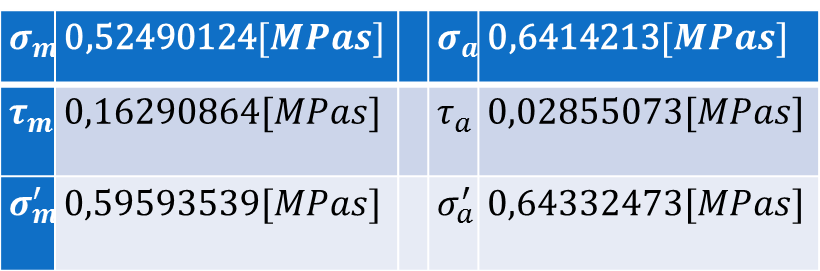 σₘ 0,52490124[MPas] σₐ 0,6414213[MPas]
τₘ 0,16290864[MPas] τₐ 0,02855073[MPas]
σ′ₘ 0,59593539[MPas] σ′ₐ 0,64332473[MPas]